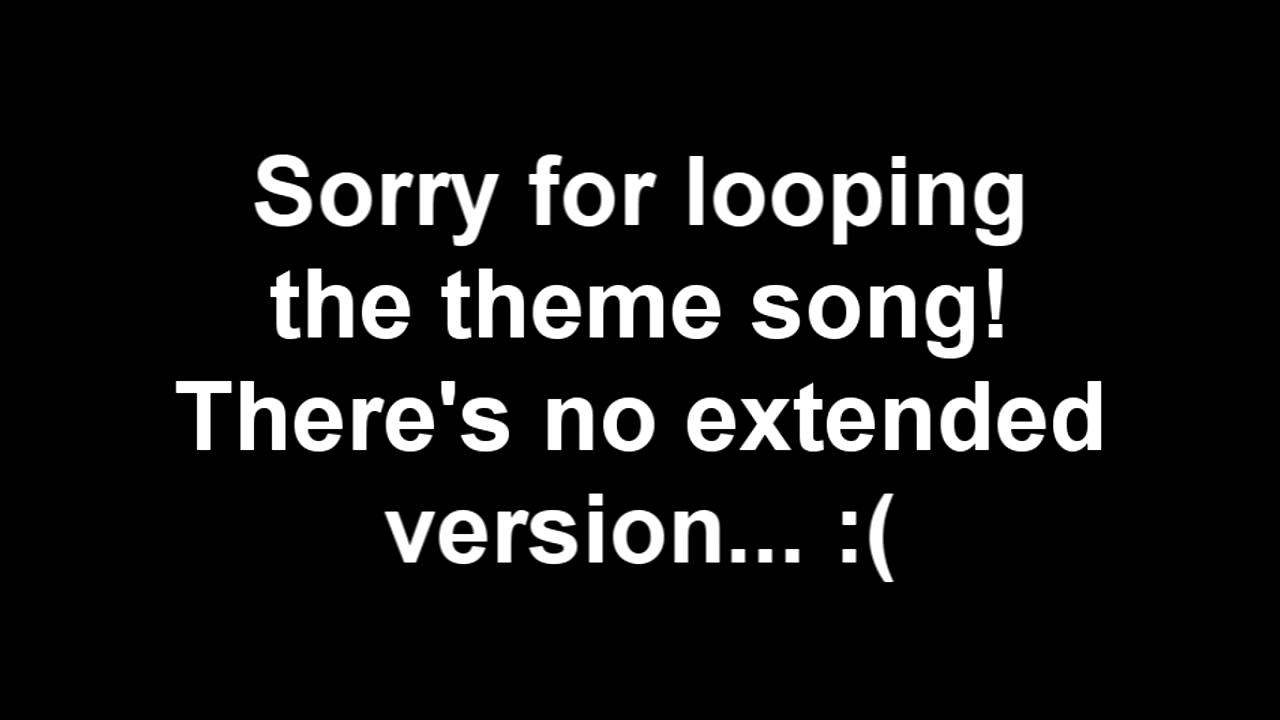 Sorry for looping
the theme song!
There's no extended
version... :(